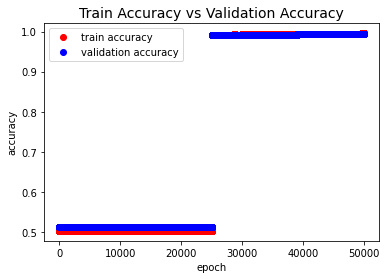 Train Accuracy vs Validation Accuracy
train accuracy
validation accuracy
1.0
0.9
0.8
0.7
0.6
0.5
accuracy
0
10000
20000
30000
40000
50000
epoch